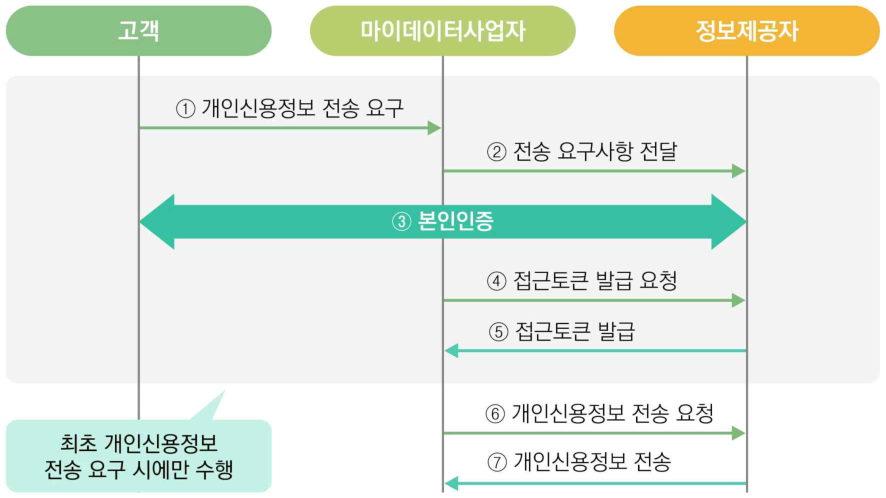 고객
마이데이터사업자
정보제공자
① 개인신용정보 전송 요구
② 전송 요구사항 전달
③ 본인인증
④ 접근토큰 발급 요청
⑤ 접근토큰 발급
⑥ 개인신용정보 전송 요청
최초 개인신용정보
전송 요구 시에만 수행
⑦ 개인신용정보 전송